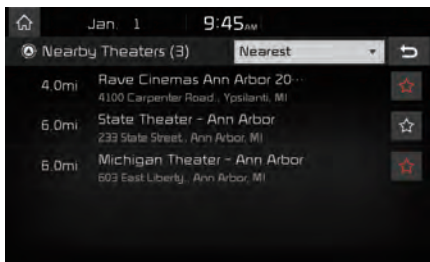 Jan. 1 9:45AM
Nearby Theaters (3) Nearest
4.0mi Rave Cinemas Ann Arbor 20···
4100 Carpenter Road., Ypsilanti, MI
6.0mi State Theater - Ann Arbor
233 State Street., Ann Arbor, MI
6.0mi Michigan Theater - Ann Arbor
603 East Liberty., Ann Arbor, MI